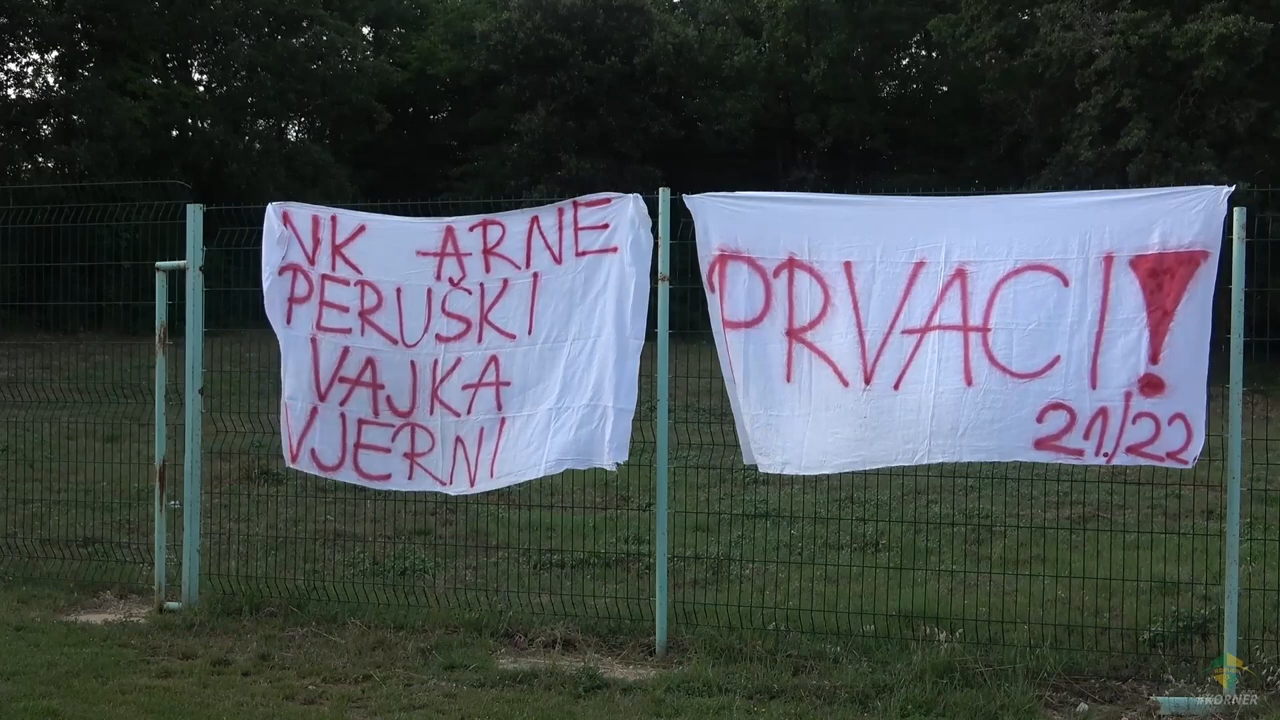 NK ARNE
PERUŠKI
VAJKA
VJERNI
PRVACI!
21./22
#KORNER